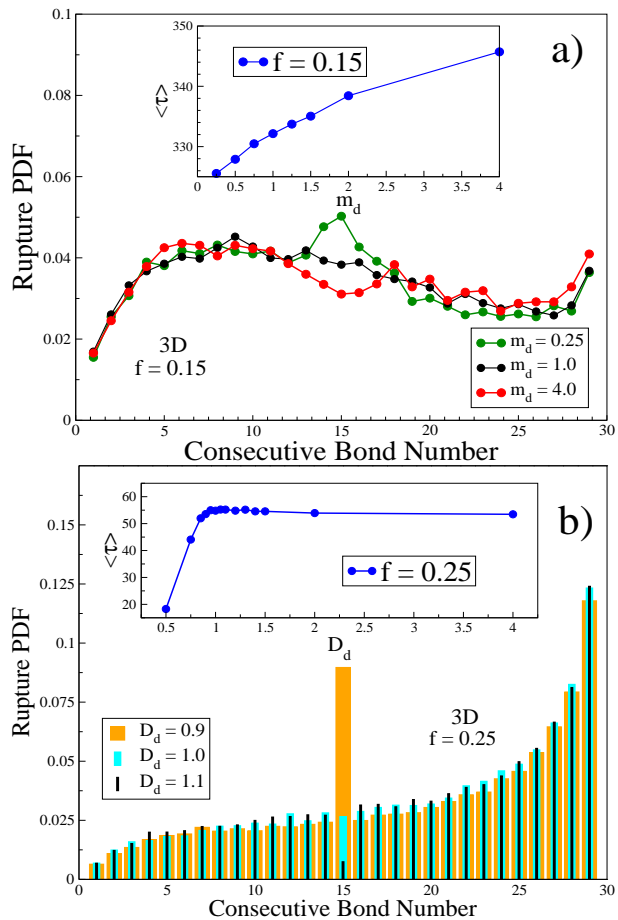 a)
0.1
0.08
0.06
0.04
0.02
0
Rupture PDF
350
340
330
<τ>
f = 0.15
0 0.5 1 1.5 2 2.5 3 3.5 4
m_d
3D
f = 0.15
m_d = 0.25
m_d = 1.0
m_d = 4.0
0 5 10 15 20 25 30
Consecutive Bond Number
b)
0.15
0.125
0.1
0.075
0.05
0.025
0
Rupture PDF
60
50
40
30
20
<τ>
f = 0.25
0.5 1 1.5 2 2.5 3 3.5 4
D_d
3D
f = 0.25
D_d = 0.9
D_d = 1.0
D_d = 1.1
0 5 10 15 20 25 30
Consecutive Bond Number